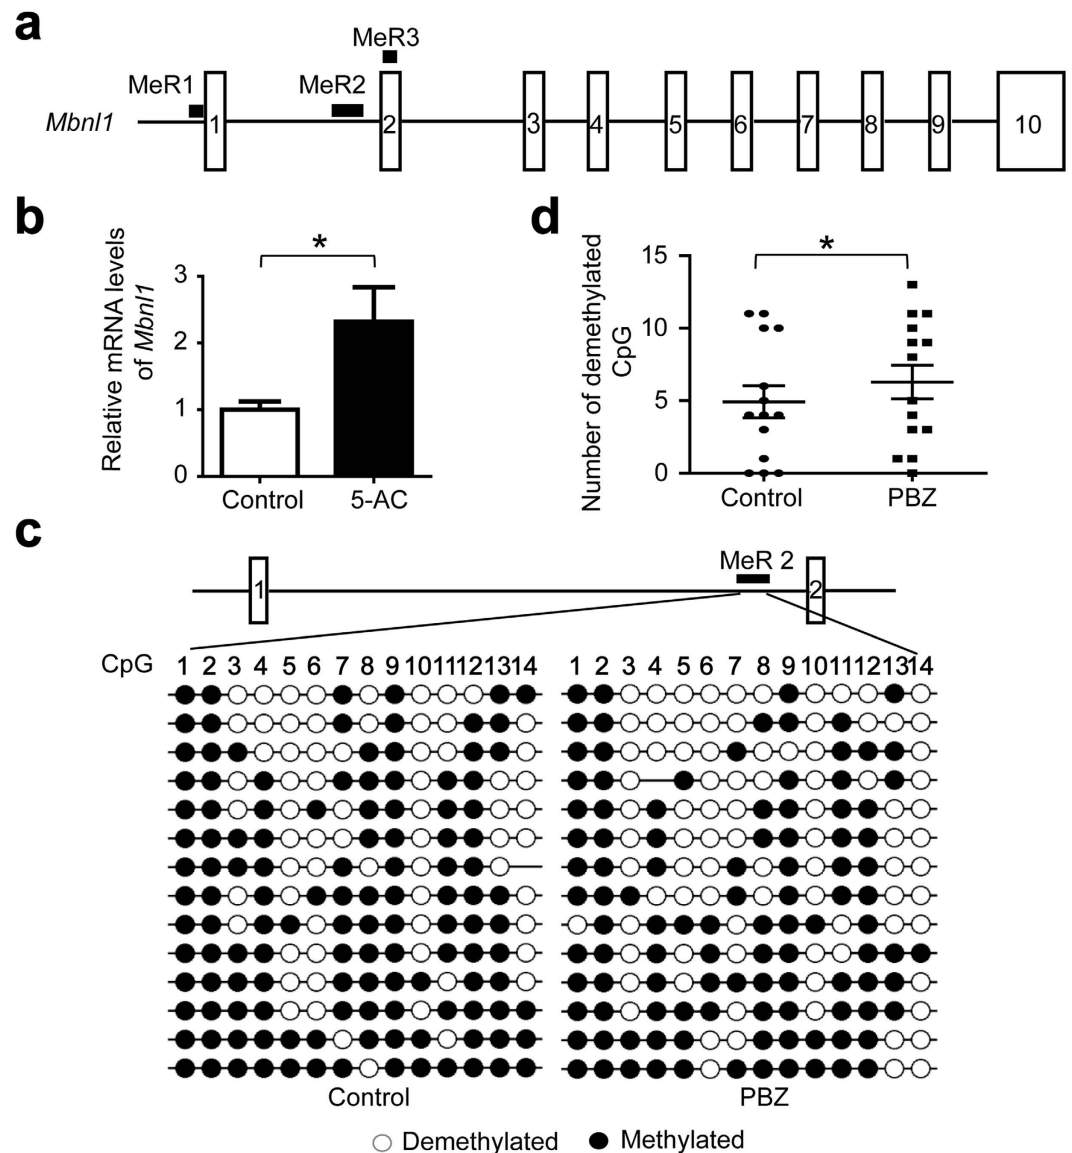 a
MeR3
MeR1
MeR2
Mbnl1
1
2
3
4
5
6
7
8
9
10
b
Relative mRNA levels
of Mbnl1
*
3
2
1
0
Control
5-AC
d
Number of demethylated
CpG
*
15
10
5
0
Control
PBZ
c
MeR 2
1
2
CpG
1 2 3 4 5 6 7 8 9 10 11 12 13 14
1 2 3 4 5 6 7 8 9 10 11 12 13 14
Control
PBZ
Demethylated
Methylated